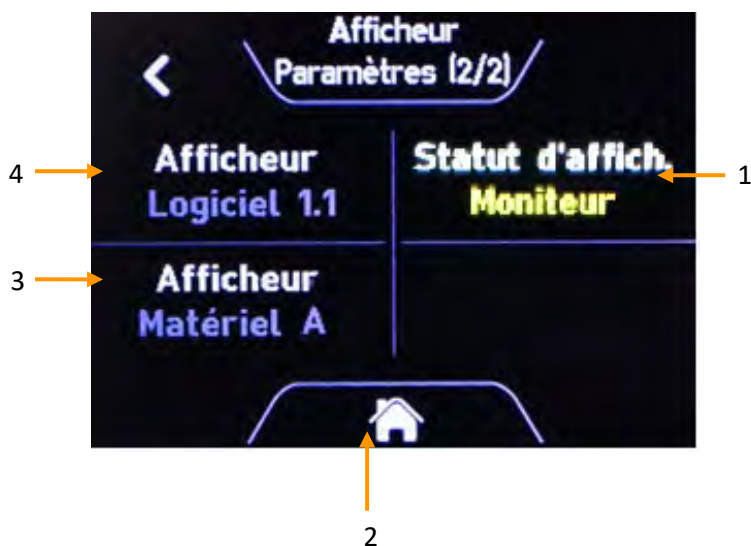 Afficheur
Paramètres (2/2)
Afficheur
Logiciel 1.1
Statut d'affich.
Moniteur
Afficheur
Matériel A
4
1
3
2